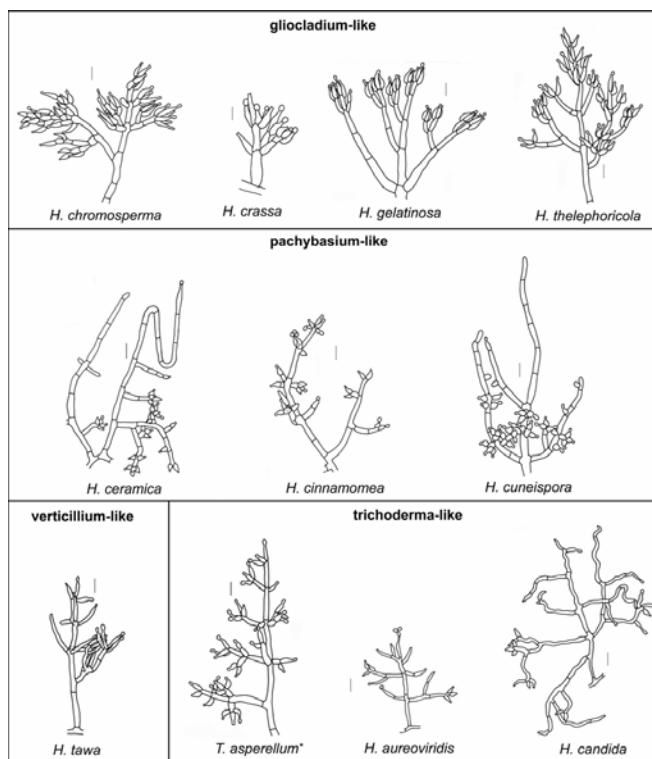 gliocladium-like
H. chromosperma
H. crassa
H. gelatinosa
H. thelephoricola
pachybasium-like
H. ceramica
H. cinnamomea
H. cuneispora
verticillium-like
H. tawa
trichoderma-like
T. asperellum*
H. aureoviridis
H. candida